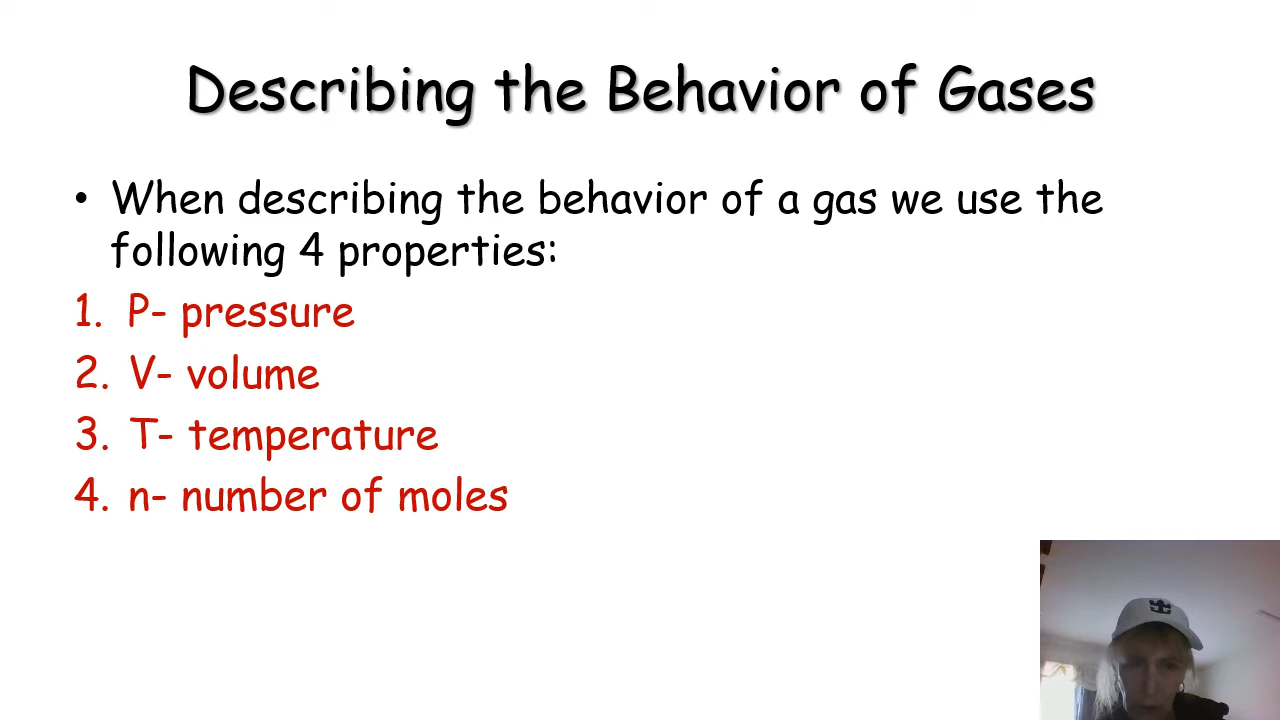 Describing the Behavior of Gases
• When describing the behavior of a gas we use the
following 4 properties:
1. P- pressure
2. V- volume
3. T- temperature
4. n- number of moles